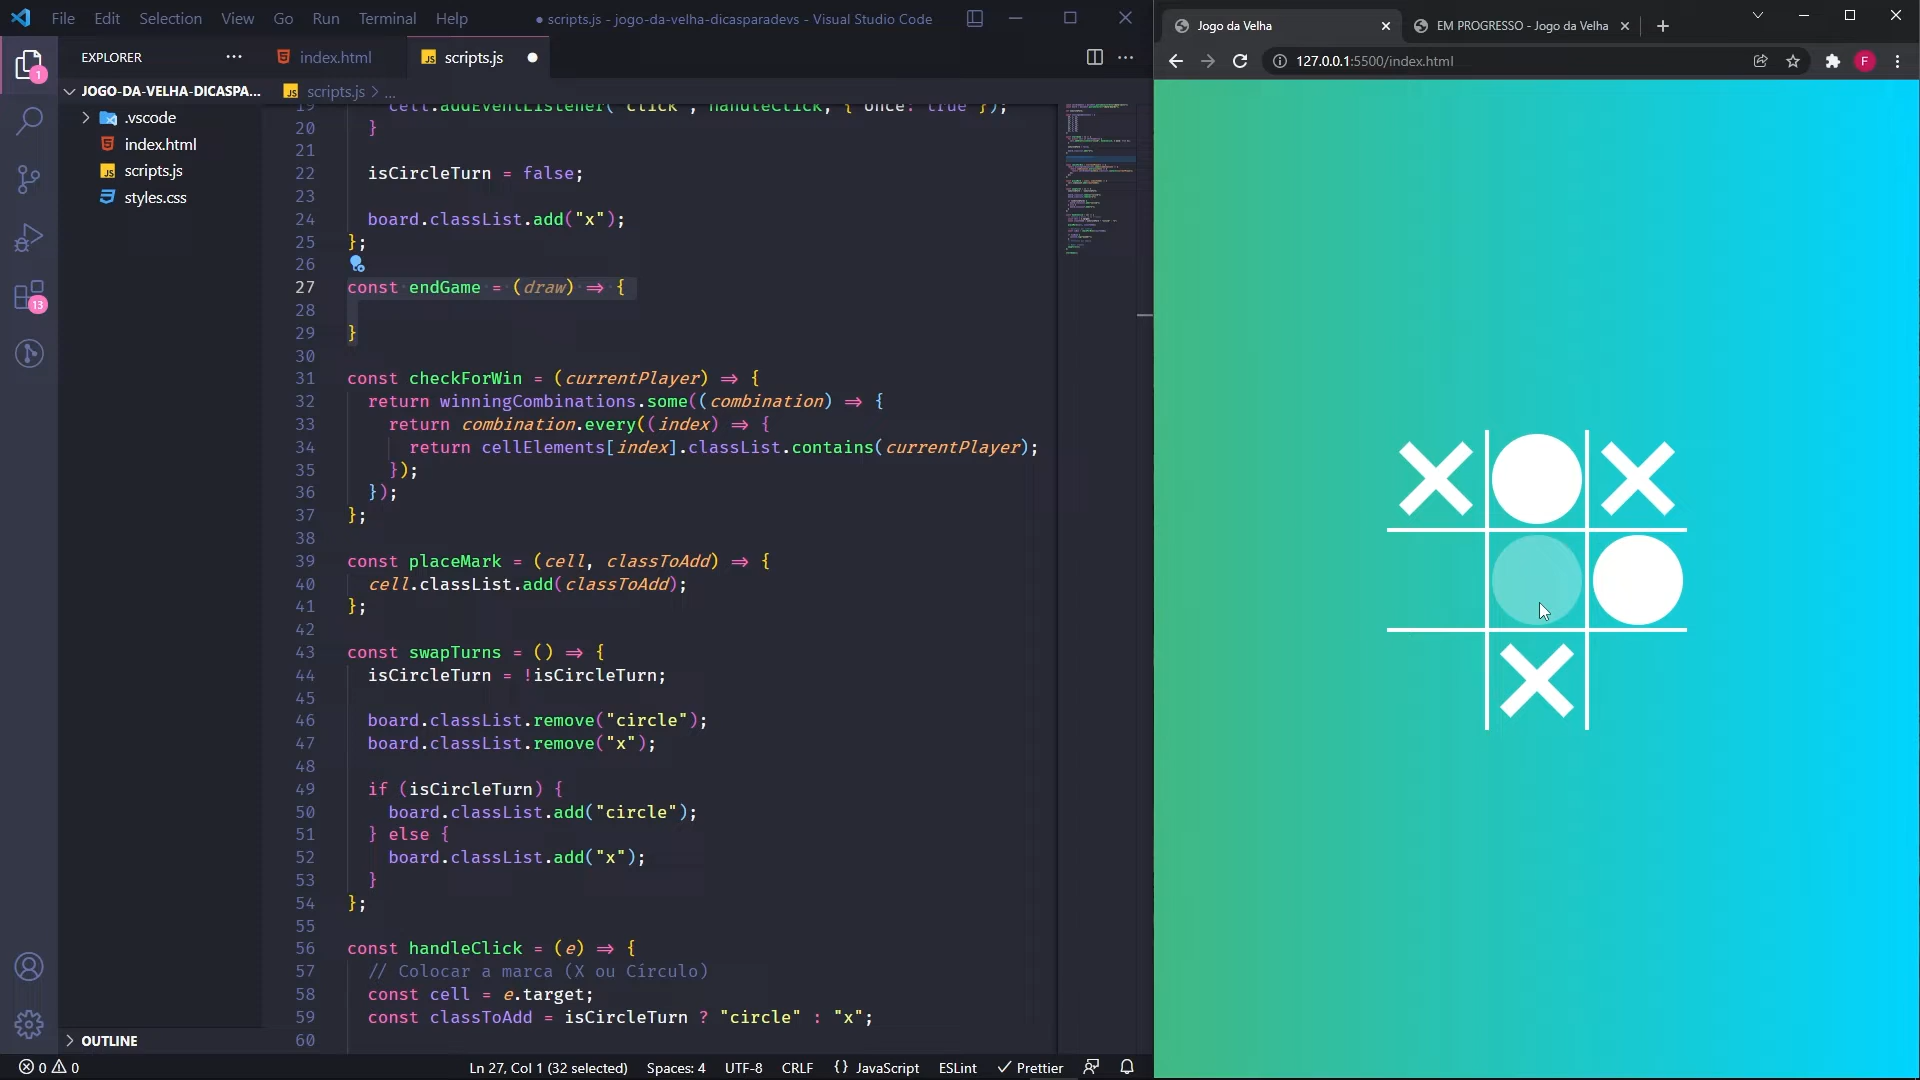 File Edit Selection View Go Run Terminal Help
● scripts.js - jogo-da-velha-dicasparadevs - Visual Studio Code
EXPLORER
index.html
scripts.js
JOGO-DA-VELHA-DICASPA...
.vscode
index.html
scripts.js
styles.css
OUTLINE
1
13
scripts.js > ...
19 cell.addEventListener("click", handleClick, { once: true });
20 }
21
22 isCircleTurn = false;
23
24 board.classList.add("x");
25 };
26
27 const endGame = (draw) => {
28
29 }
30
31 const checkForWin = (currentPlayer) => {
32 return winningCombinations.some((combination) => {
33 return combination.every((index) => {
34 return cellElements[index].classList.contains(currentPlayer);
35 });
36 });
37 };
38
39 const placeMark = (cell, classToAdd) => {
40 cell.classList.add(classToAdd);
41 };
42
43 const swapTurns = () => {
44 isCircleTurn = !isCircleTurn;
45
46 board.classList.remove("circle");
47 board.classList.remove("x");
48
49 if (isCircleTurn) {
50 board.classList.add("circle");
51 } else {
52 board.classList.add("x");
53 }
54 };
55
56 const handleClick = (e) => {
57 // Colocar a marca (X ou Círculo)
58 const cell = e.target;
59 const classToAdd = isCircleTurn ? "circle" : "x";
60
0 0
Ln 27, Col 1 (32 selected) Spaces: 4 UTF-8 CRLF {} JavaScript ESLint Prettier
Jogo da Velha
EM PROGRESSO - Jogo da Velha
127.0.0.1:5500/index.html
F